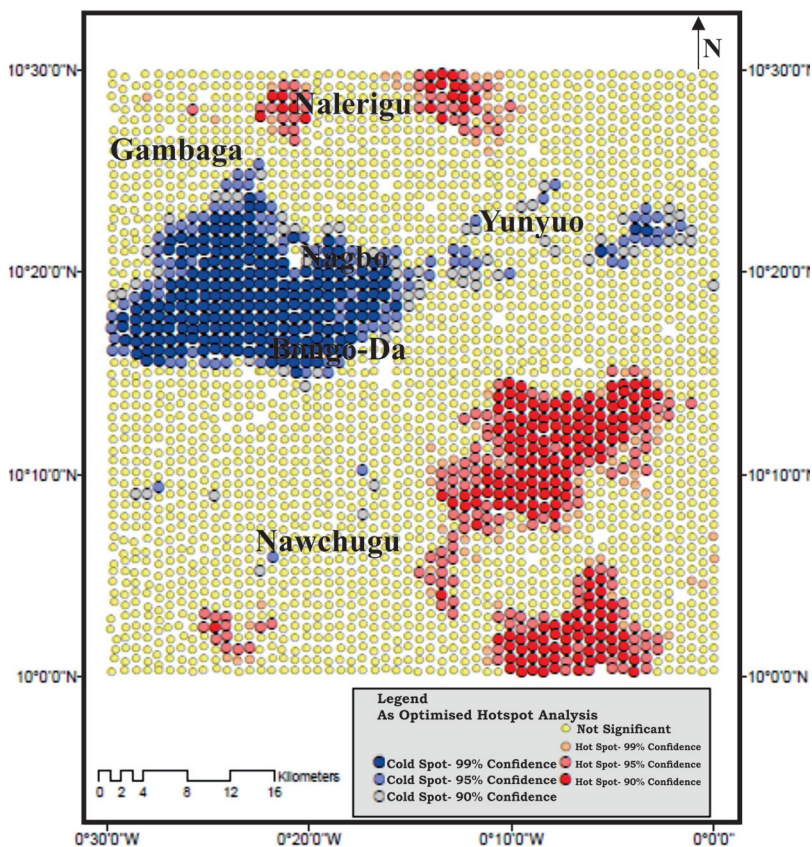 N
10°30'0"N
10°30'0"N
Nalerigu
Gambaga
Yunyuo
10°20'0"N
Nagbo
10°20'0"N
Bongo-Da
10°10'0"N
10°10'0"N
Nawchugu
10°0'0"N
10°0'0"N
Legend
As Optimised Hotspot Analysis
Not Significant
Hot Spot- 99% Confidence
Cold Spot- 99% Confidence
Hot Spot- 95% Confidence
Cold Spot- 95% Confidence
Hot Spot- 90% Confidence
Cold Spot- 90% Confidence
Kilometers
0 2 4 8 12 16
0°30'0"W
0°20'0"W
0°10'0"W
0°0'0"